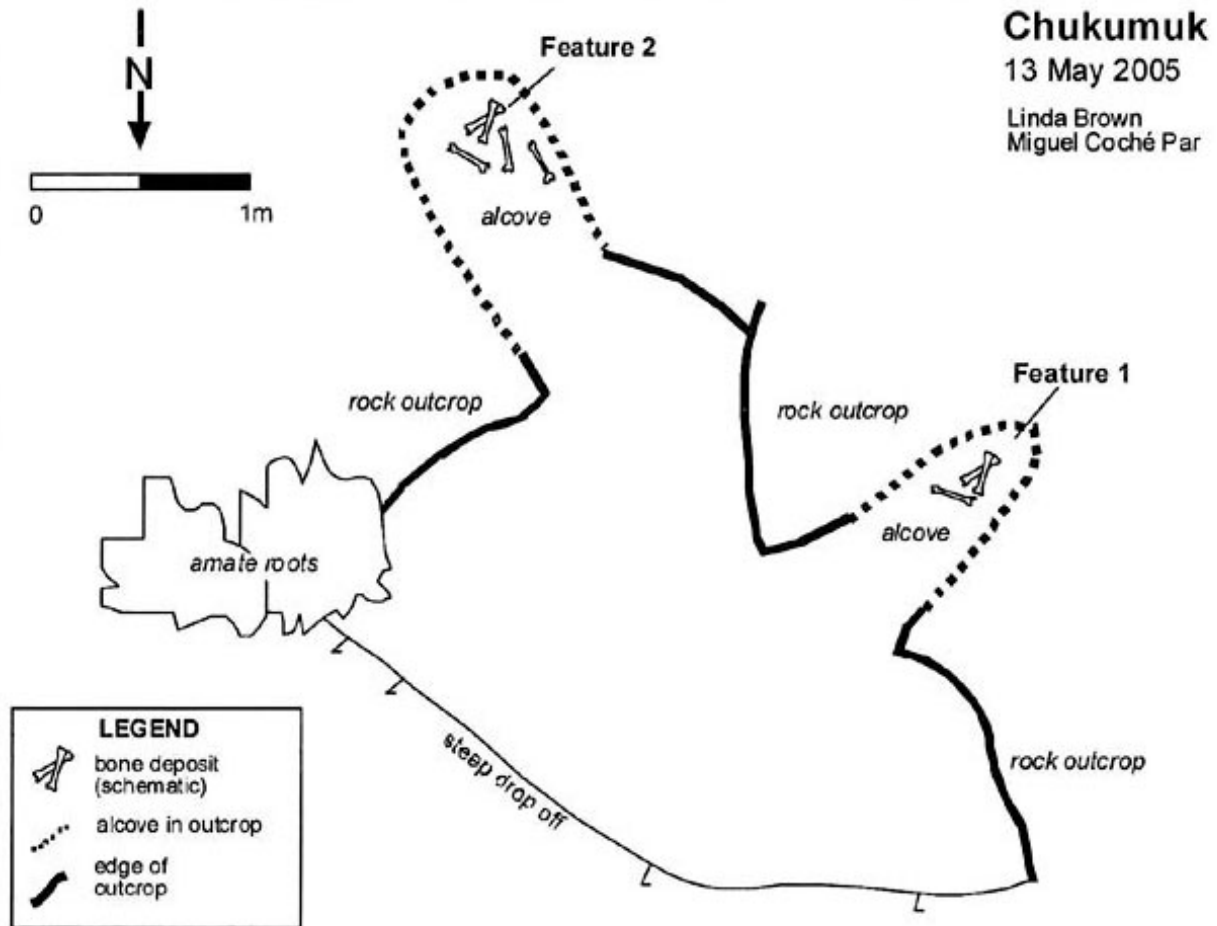 Chukumuk
13 May 2005
Linda Brown
Miguel Coché Par
N
0 1m
Feature 2
alcove
rock outcrop
Feature 1
rock outcrop
alcove
amate roots
steep drop off
rock outcrop
LEGEND
bone deposit
(schematic)
alcove in outcrop
edge of
outcrop